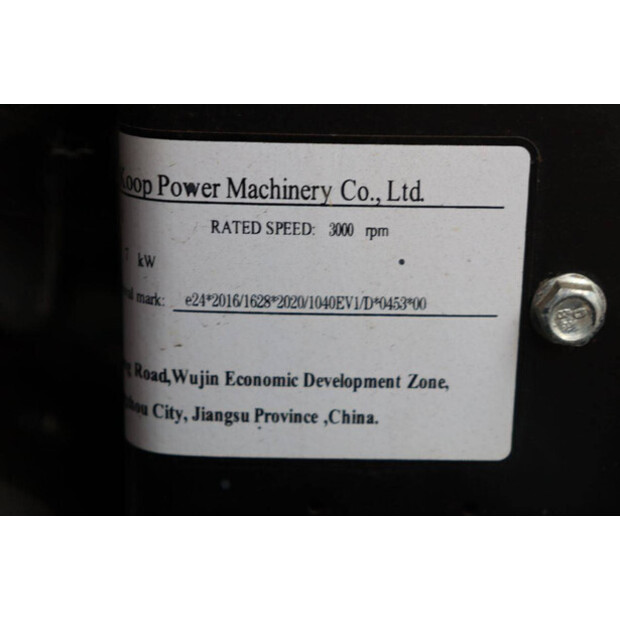 Koop Power Machinery Co., Ltd.
RATED SPEED: 3000 rpm
7 kW
mark: e24*2016/1628*2020/1040EV1/D*0453*00
Road,Wujin Economic Development Zone,
City, Jiangsu Province ,China.